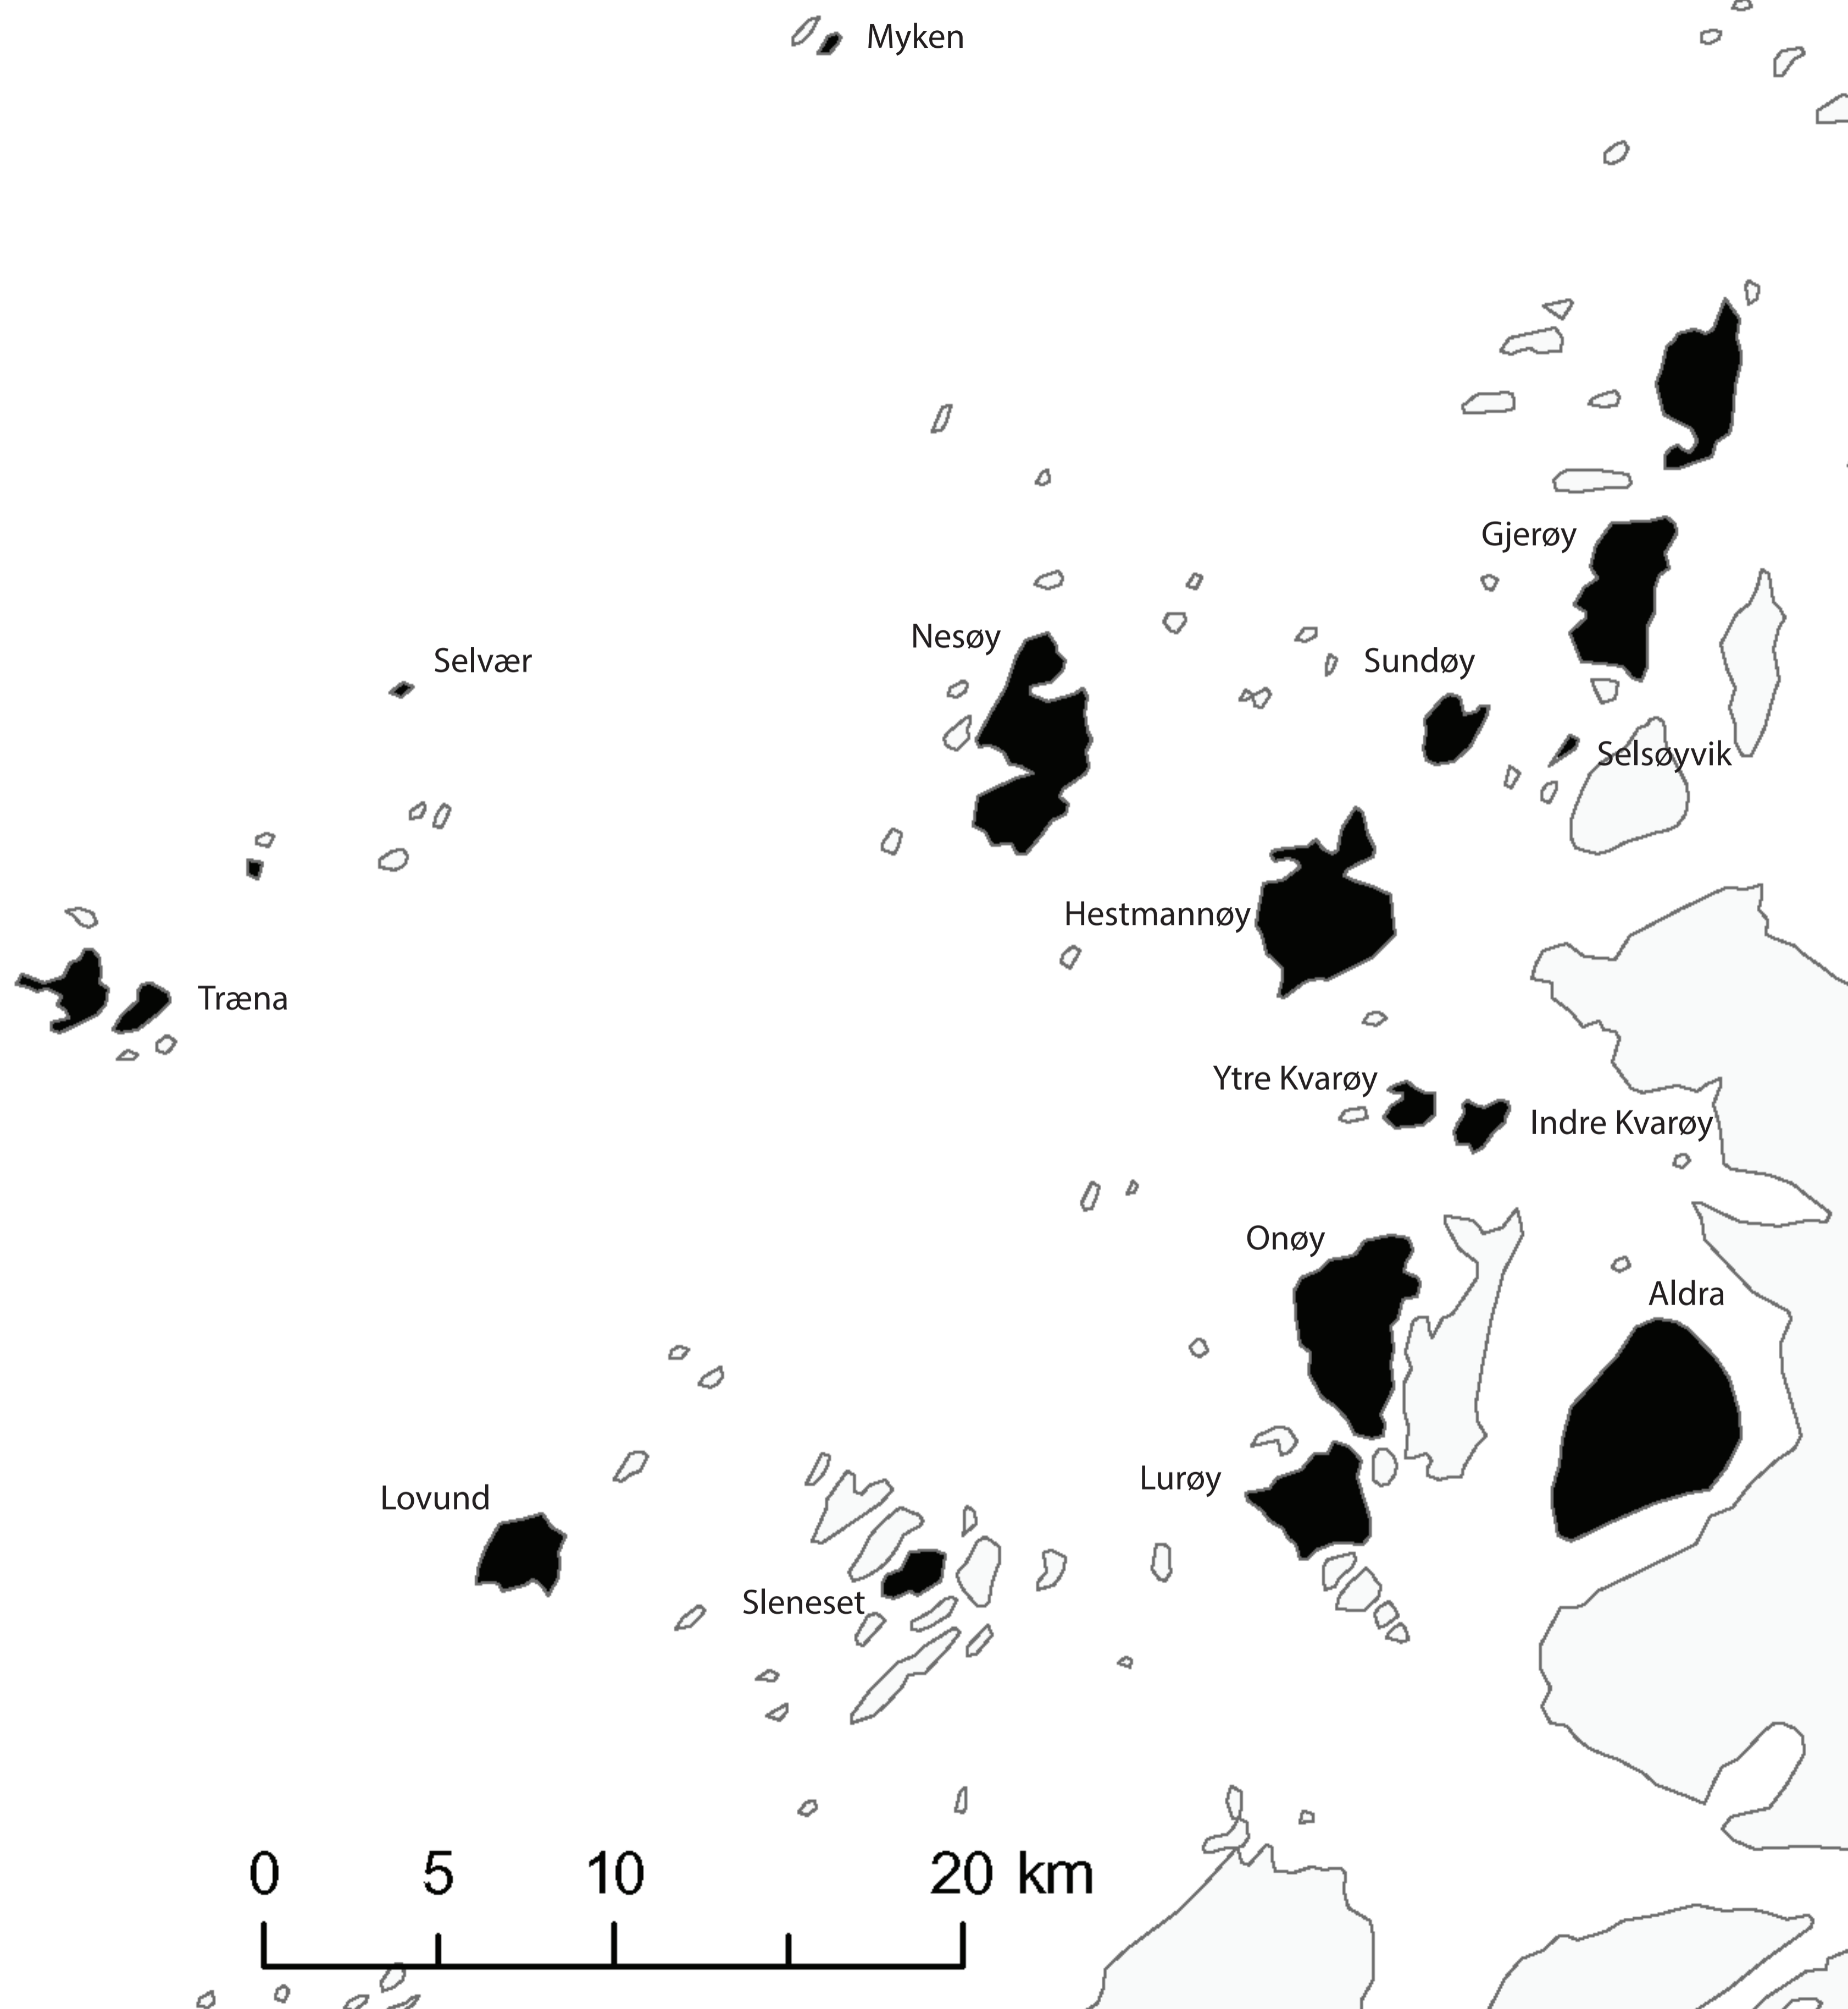 Myken
Gjerøy
Nesøy
Selvær
Sundøy
Selsøyvik
Hestmannøy
Træna
Ytre Kvarøy
Indre Kvarøy
Onøy
Aldra
Lurøy
Lovund
Sleneset
0 5 10 20 km